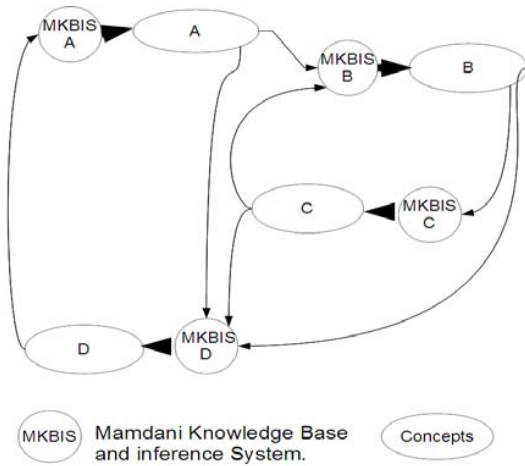 MKBIS
A
A
MKBIS
B
B
C
MKBIS
C
D
MKBIS
D
MKBIS
Mamdani Knowledge Base
and inference System.
Concepts